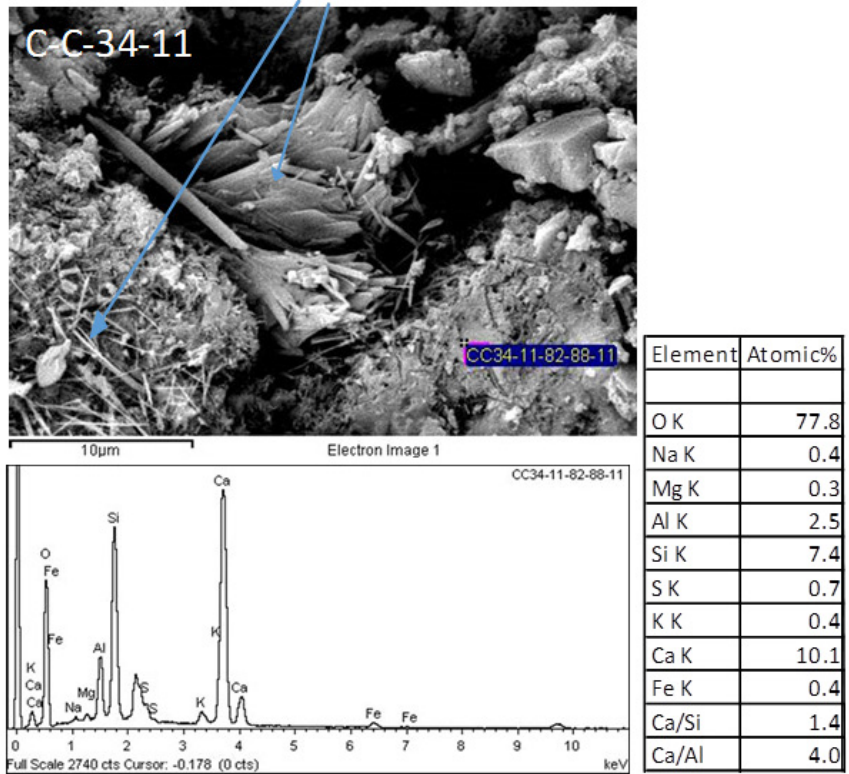 C-C-34-11
CC34-11-82-88-11
10μm Electron Image 1
CC34-11-82-88-11
Ca
Si
O
Fe
K
Fe
Al
K
Ca
Ca
Na
Mg
S
S
K
Ca
Fe
Fe
0 1 2 3 4 5 6 7 8 9 10
Full Scale 2740 cts Cursor: -0.178 (0 cts) keV
Element Atomic%
O K 77.8
Na K 0.4
Mg K 0.3
Al K 2.5
Si K 7.4
S K 0.7
K K 0.4
Ca K 10.1
Fe K 0.4
Ca/Si 1.4
Ca/Al 4.0